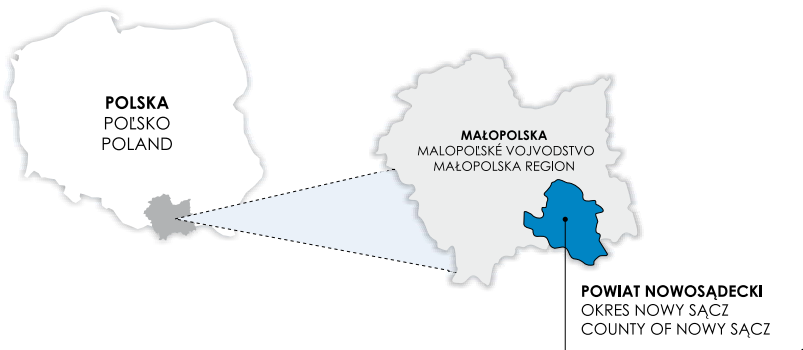 POLSKA
POĽSKO
POLAND
MAŁOPOLSKA
MALOPOĽSKÉ VOJVODSTVO
MAŁOPOLSKA REGION
POWIAT NOWOSĄDECKI
OKRES NOWY SĄCZ
COUNTY OF NOWY SĄCZ